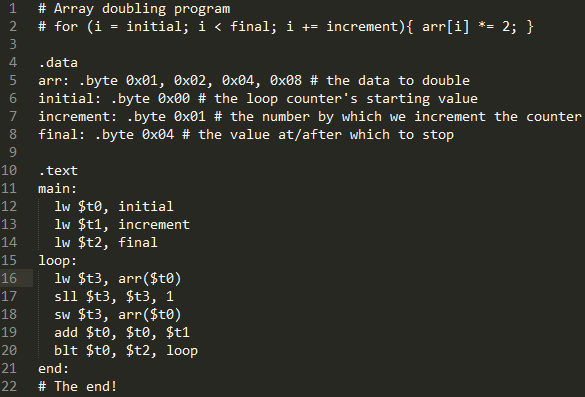 1 # Array doubling program
2 # for (i = initial; i < final; i += increment){ arr[i] *= 2; }
3
4 .data
5 arr: .byte 0x01, 0x02, 0x04, 0x08 # the data to double
6 initial: .byte 0x00 # the loop counter's starting value
7 increment: .byte 0x01 # the number by which we increment the counter
8 final: .byte 0x04 # the value at/after which to stop
9
10 .text
11 main:
12   lw $t0, initial
13   lw $t1, increment
14   lw $t2, final
15 loop:
16   lw $t3, arr($t0)
17   sll $t3, $t3, 1
18   sw $t3, arr($t0)
19   add $t0, $t0, $t1
20   blt $t0, $t2, loop
21 end:
22 # The end!